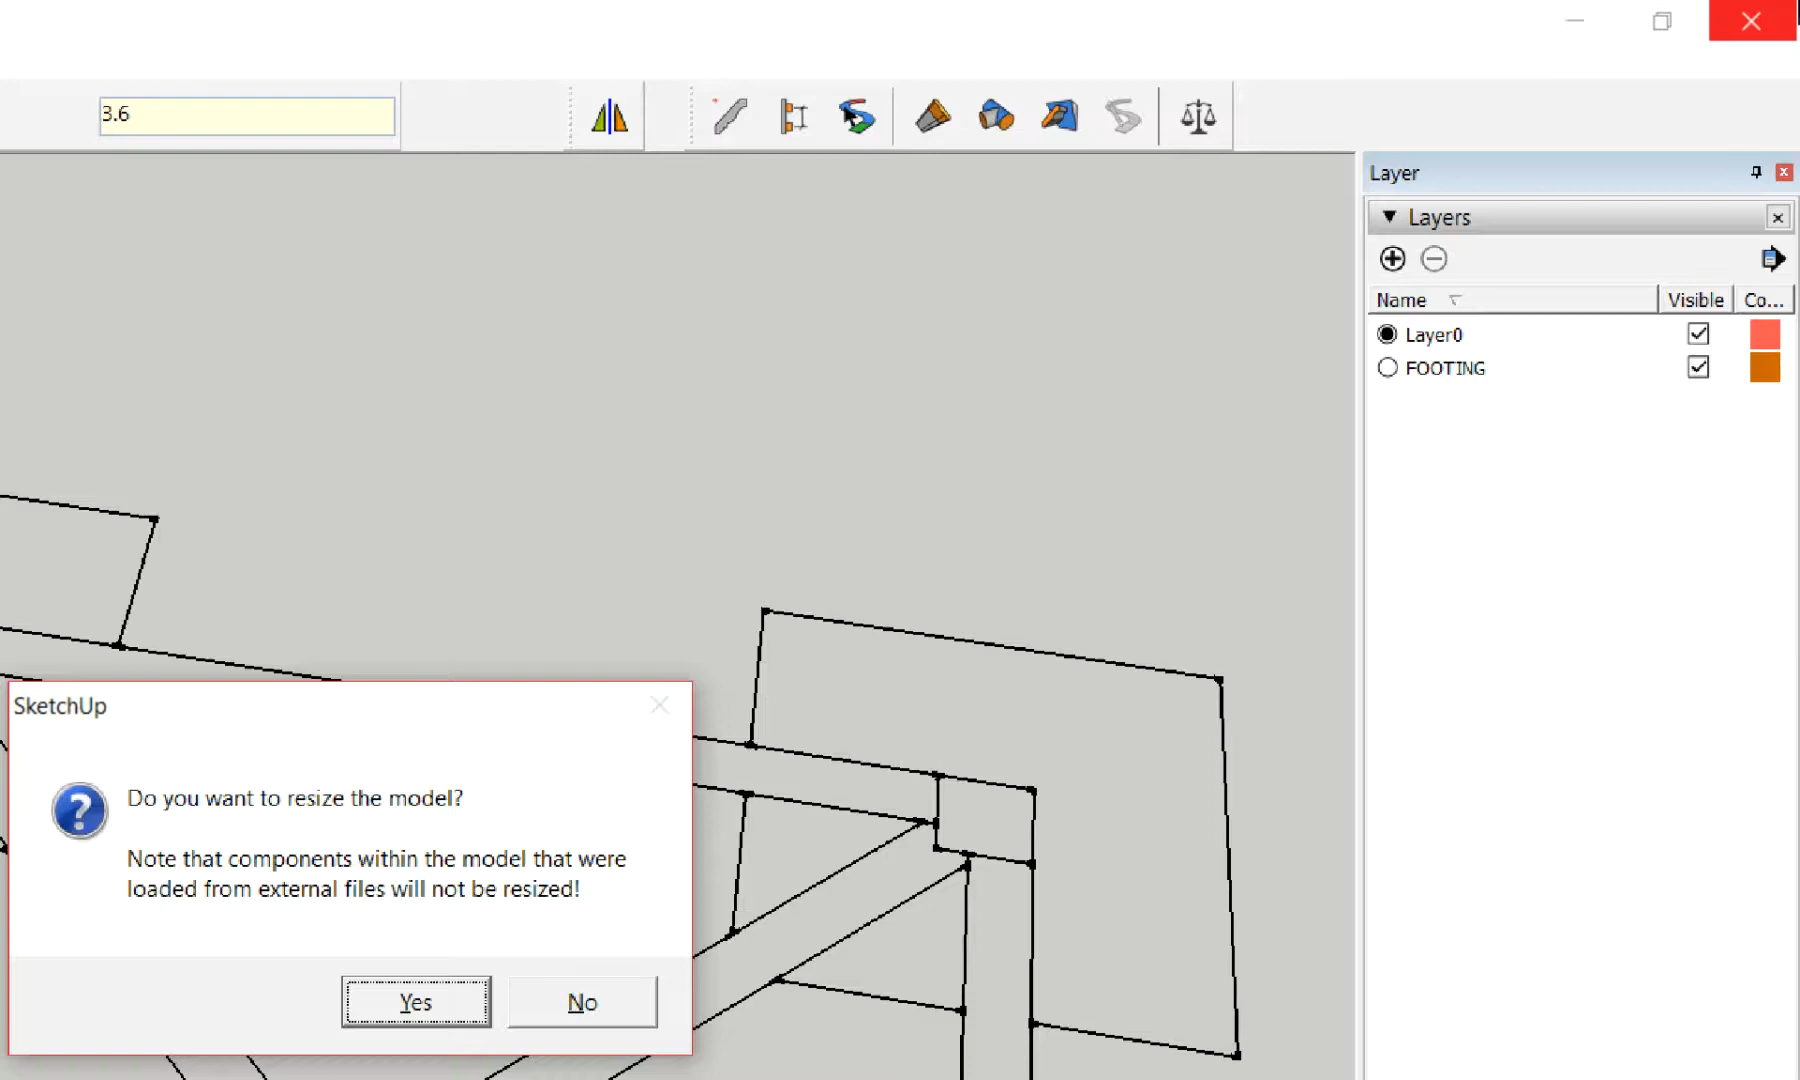 3.6
Layer
Layers
Name Visible Co...
Layer0
FOOTING
SketchUp
Do you want to resize the model?
Note that components within the model that were
loaded from external files will not be resized!
Yes No